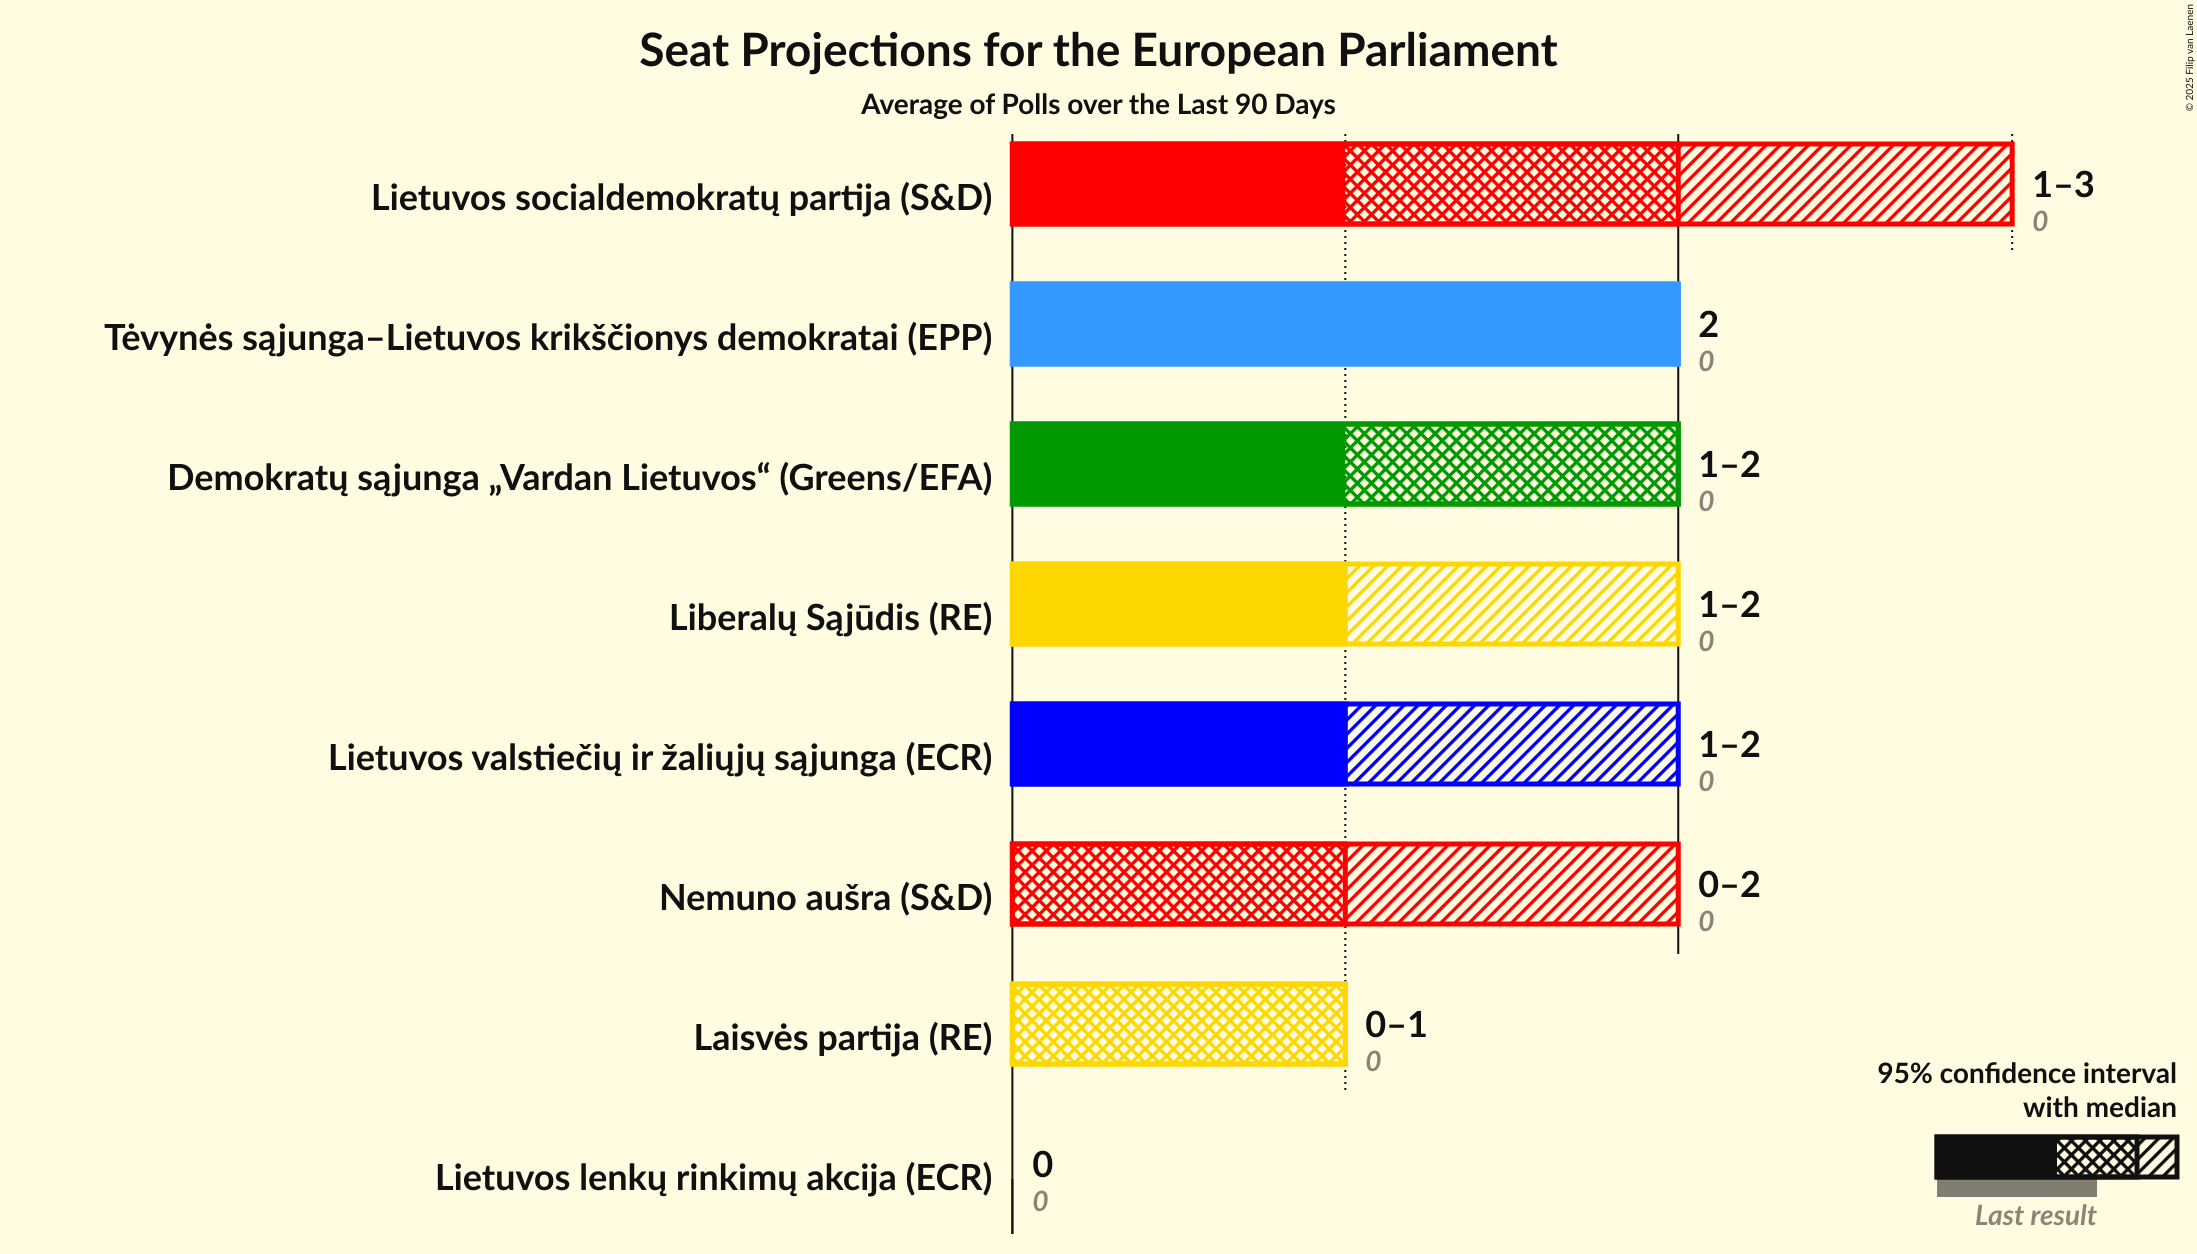 Seat Projections for the European Parliament
Average of Polls over the Last 90 Days
© 2025 Filip van Laenen
Lietuvos socialdemokratų partija (S&D)
1–3
0
Tėvynės sąjunga–Lietuvos krikščionys demokratai (EPP)
2
0
Demokratų sąjunga „Vardan Lietuvos“ (Greens/EFA)
1–2
0
Liberalų Sąjūdis (RE)
1–2
0
Lietuvos valstiečių ir žaliųjų sąjunga (ECR)
1–2
0
Nemuno aušra (S&D)
0–2
0
Laisvės partija (RE)
0–1
0
Lietuvos lenkų rinkimų akcija (ECR)
0
0
95% confidence interval
with median
Last result